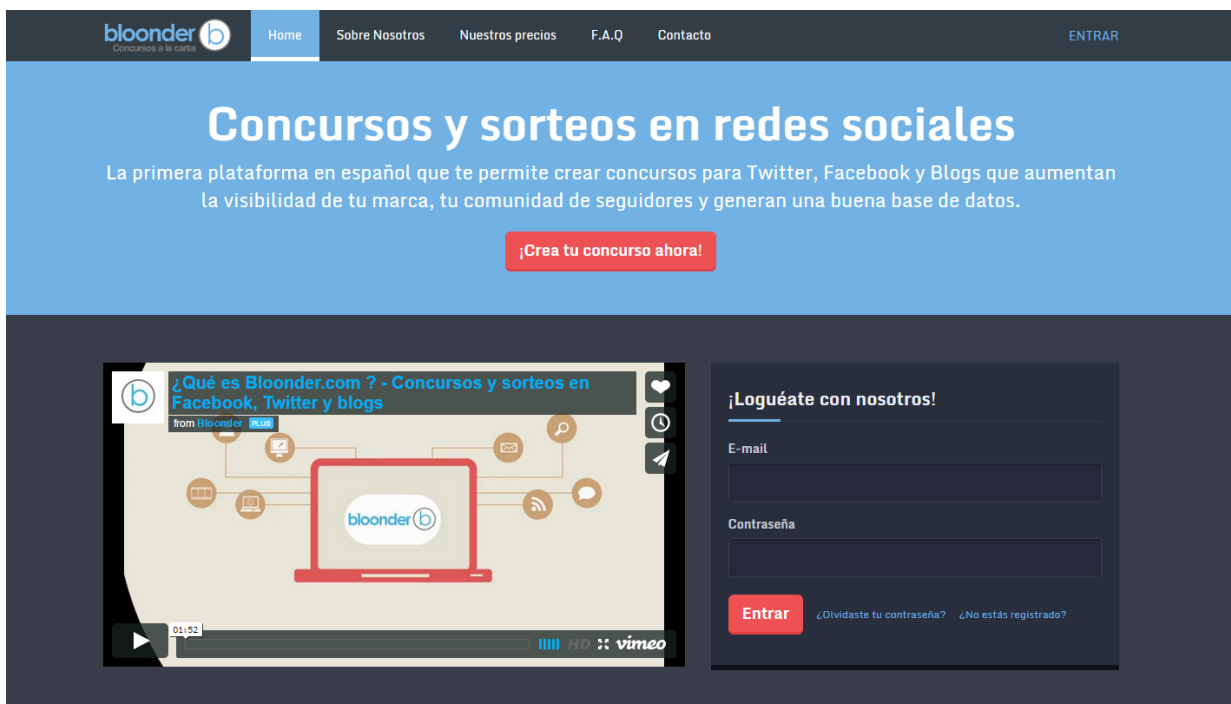 bloonder b
Concursos a la carta
Home
Sobre Nosotros
Nuestros precios
F.A.Q
Contacto
ENTRAR
Concursos y sorteos en redes sociales
La primera plataforma en español que te permite crear concursos para Twitter, Facebook y Blogs que aumentan
la visibilidad de tu marca, tu comunidad de seguidores y generan una buena base de datos.
¡Crea tu concurso ahora!
b
¿Qué es Bloonder.com ? - Concursos y sorteos en
Facebook, Twitter y blogs
from Bloonder PLUS
bloonder b
01:52
HD vimeo
¡Loguéate con nosotros!
E-mail
Contraseña
Entrar
¿Olvidaste tu contraseña?
¿No estás registrado?